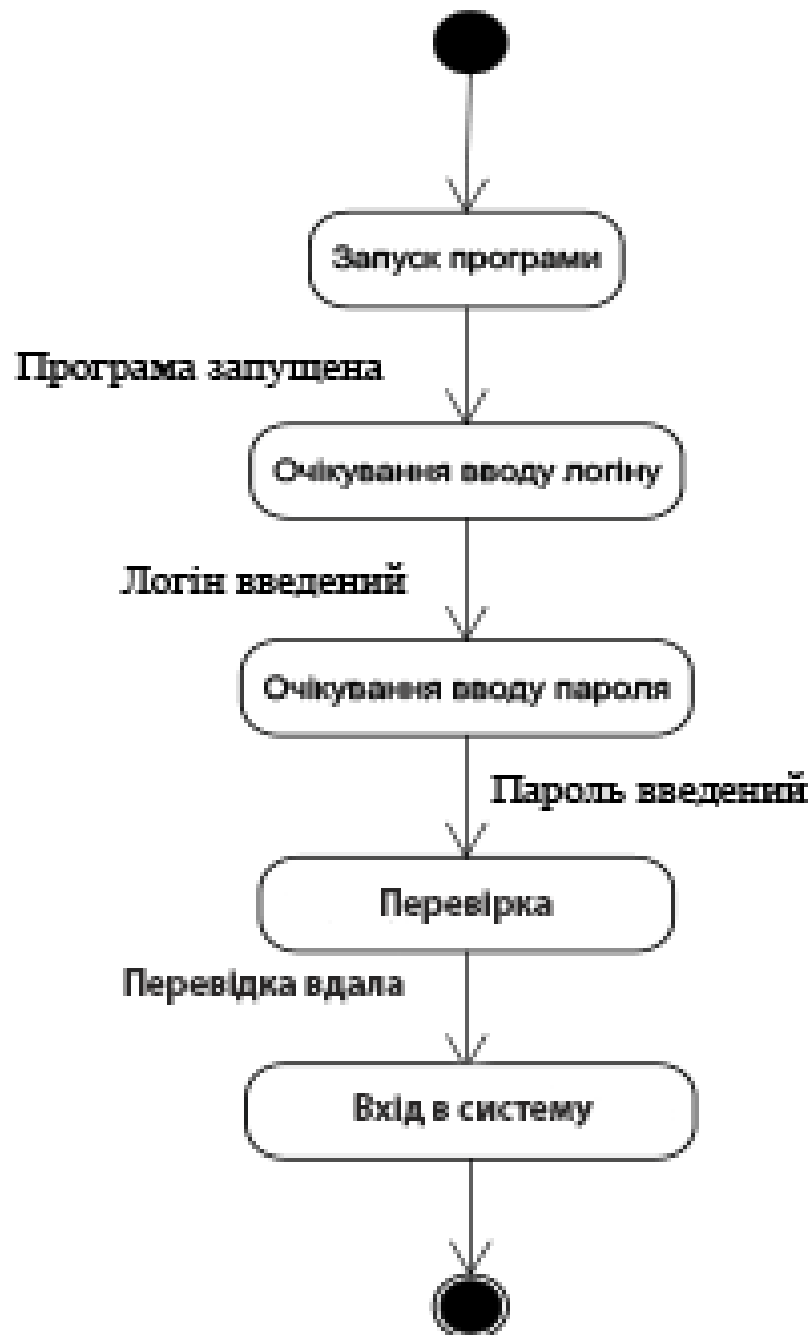 Запуск програми
Програма запущена
Очікування вводу логіну
Логін введений
Очікування вводу пароля
Пароль введений
Перевірка
Перевідка вдала
Вхід в систему